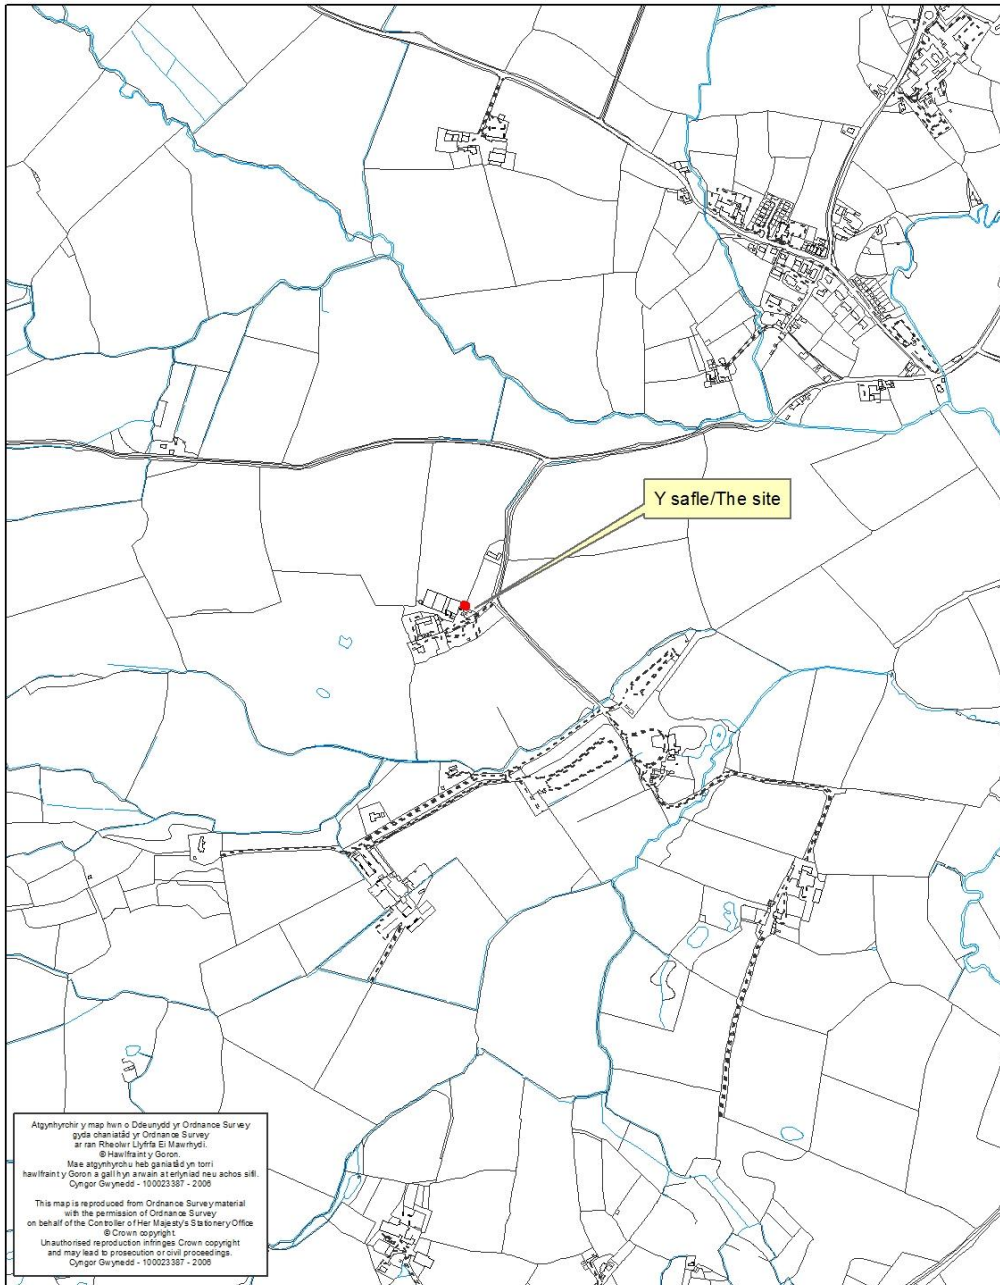 Y safle/The site
Atgynhyrchir y map hwn o Ddeunydd yr Ordnance Survey
gyda chaniatâd yr Ordnance Survey
ar ran Rheolwr Llyfrfa Ei Mawrhydi.
© Hawlfraint y Goron.
Mae atgynhyrchu heb ganiatâd yn torri
hawlfraint y Goron a gall hyn arwain at erlyniad neu achos sifil.
Cyngor Gwynedd - 100023387 - 2006
This map is reproduced from Ordnance Survey material
with the permission of Ordnance Survey
on behalf of the Controller of Her Majesty's Stationery Office
© Crown copyright.
Unauthorised reproduction infringes Crown copyright
and may lead to prosecution or civil proceedings.
Cyngor Gwynedd - 100023387 - 2006